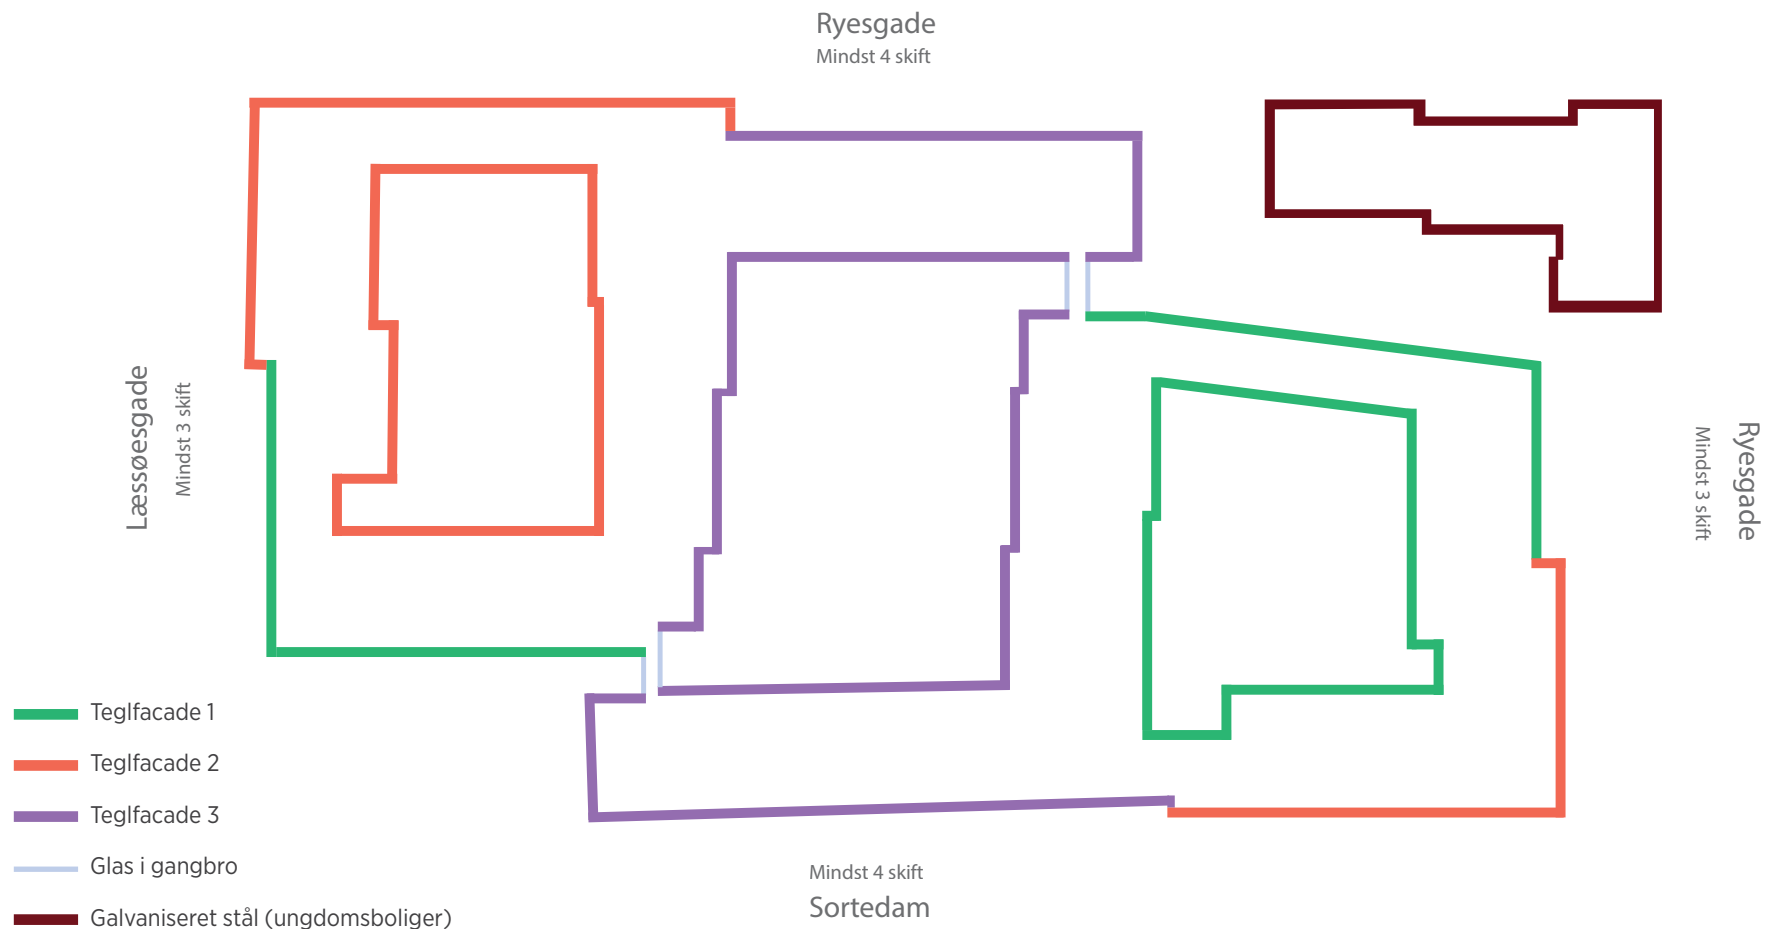 Ryesgade
Mindst 4 skift
Læssøesgade
Mindst 3 skift
Ryesgade
Mindst 3 skift
Teglfacade 1
Teglfacade 2
Teglfacade 3
Glas i gangbro
Galvaniseret stål (ungdomsboliger)
Mindst 4 skift
Sortedam